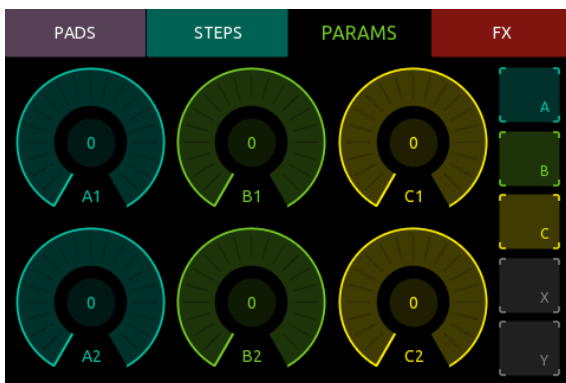 PADS STEPS PARAMS FX
0 0 0 A
A1 B1 C1 B
C
0 0 0 X
A2 B2 C2 Y